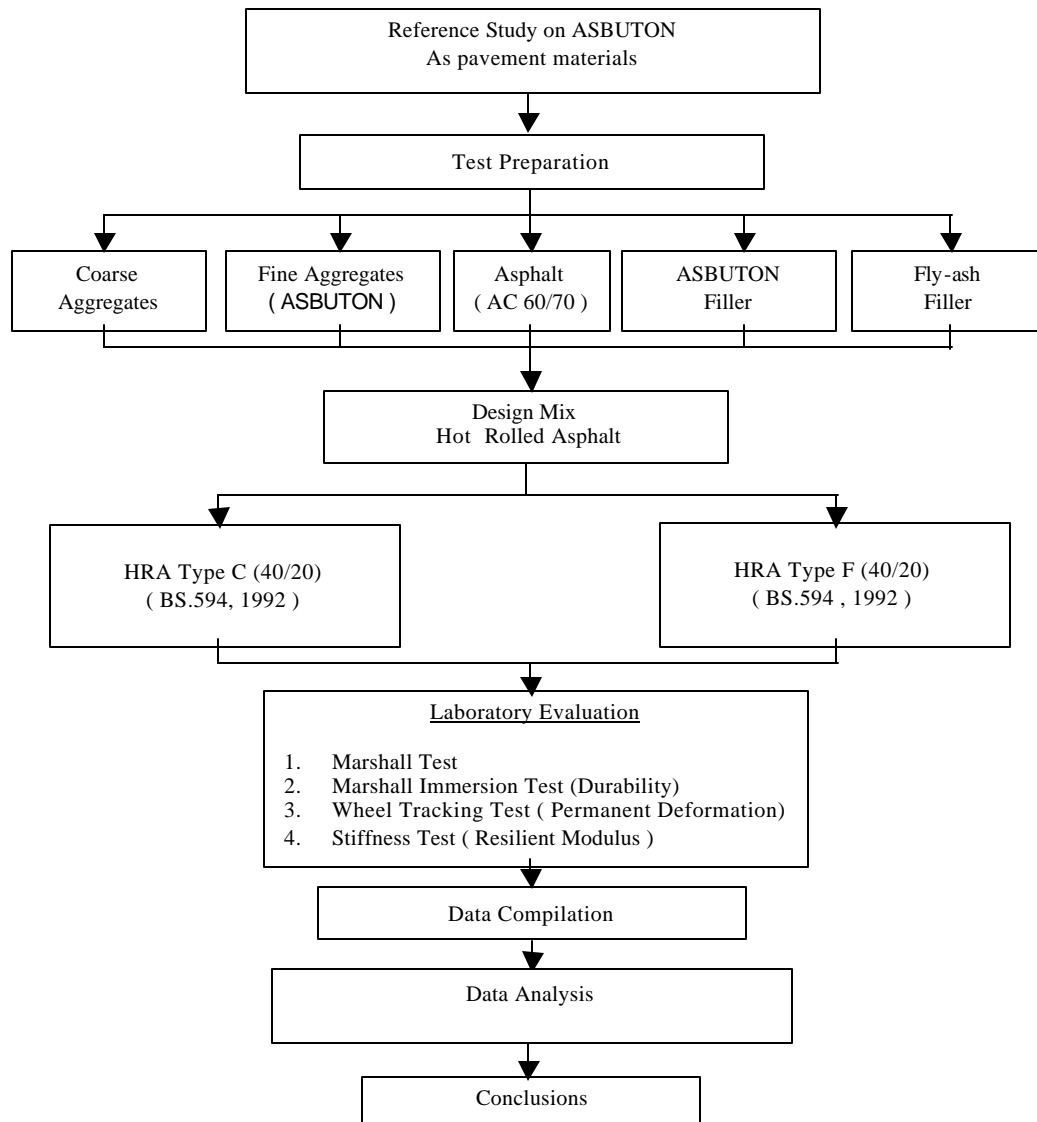 Reference Study on ASBUTON
As pavement materials
Test Preparation
Coarse
Aggregates
Fine Aggregates
( ASBUTON )
Asphalt
( AC 60/70 )
ASBUTON
Filler
Fly-ash
Filler
Design Mix
Hot Rolled Asphalt
HRA Type C (40/20)
( BS.594, 1992 )
HRA Type F (40/20)
( BS.594 , 1992 )
Laboratory Evaluation
1. Marshall Test
2. Marshall Immersion Test (Durability)
3. Wheel Tracking Test ( Permanent Deformation)
4. Stiffness Test ( Resilient Modulus )
Data Compilation
Data Analysis
Conclusions